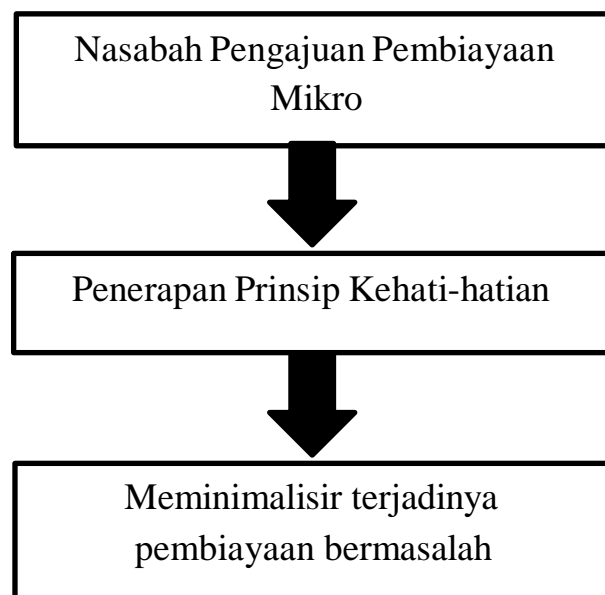 Nasabah Pengajuan Pembiayaan
Mikro
Penerapan Prinsip Kehati-hatian
Meminimalisir terjadinya
pembiayaan bermasalah